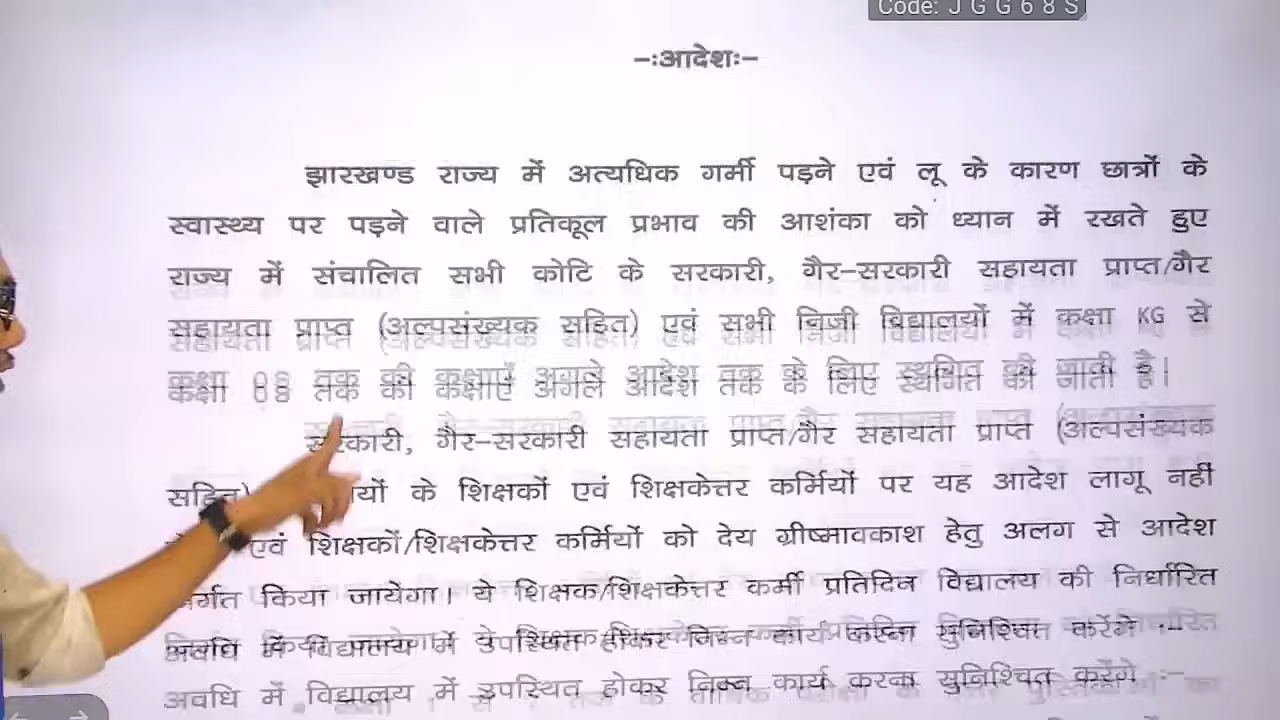 Code: J G G 6 8 S
-:आदेश:-
झारखण्ड राज्य में अत्यधिक गर्मी पड़ने एवं लू के कारण छात्रों के
स्वास्थ्य पर पड़ने वाले प्रतिकूल प्रभाव की आशंका को ध्यान में रखते हुए
राज्य में संचालित सभी कोटि के सरकारी, गैर-सरकारी सहायता प्राप्त/गैर
सहायता प्राप्त (अल्पसंख्यक सहित) एवं सभी निजी विद्यालयों में कक्षा KG से
कक्षा 08 तक की कक्षाएँ अगले आदेश तक के लिए स्थगित की जाती है।
सरकारी, गैर-सरकारी सहायता प्राप्त/गैर सहायता प्राप्त (अल्पसंख्यक
सहित) के शिक्षकों एवं शिक्षकेत्तर कर्मियों पर यह आदेश लागू नहीं
एवं शिक्षकों/शिक्षकेत्तर कर्मियों को देय ग्रीष्मावकाश हेतु अलग से आदेश
किया जायेगा। ये शिक्षक/शिक्षकेत्तर कर्मी प्रतिदिन विद्यालय की निर्धारित
अवधि में विद्यालय में उपस्थित होकर निम्न कार्य करना सुनिश्चित करेंगे :-